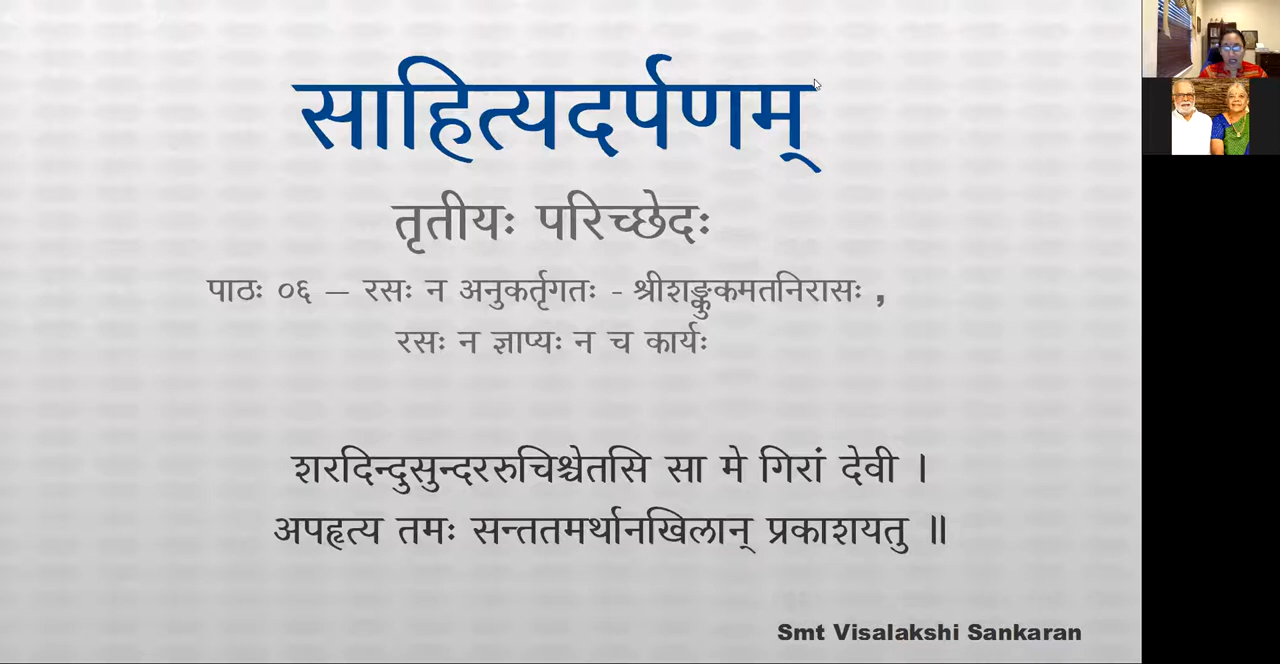 साहित्यदर्पणम्
तृतीयः परिच्छेदः
पाठः ०६ – रसः न अनुकर्तृगतः - श्रीशङ्कुकमतनिरासः ,
रसः न ज्ञाप्यः न च कार्यः
शरदिन्दुसुन्दररुचिश्चेतसि सा मे गिरां देवी ।
अपहृत्य तमः सन्ततमर्थानखिलान् प्रकाशयतु ॥
Smt Visalakshi Sankaran